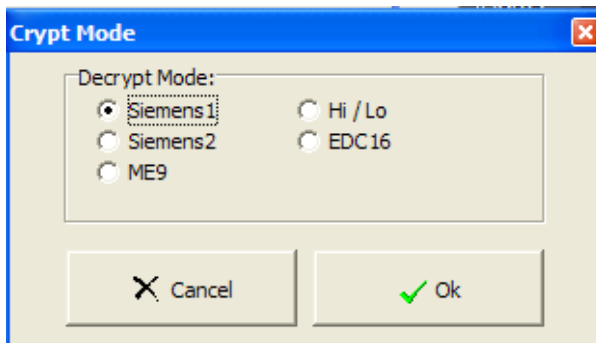 Crypt Mode
Decrypt Mode:
Siemens1
Hi / Lo
Siemens2
EDC16
ME9
Cancel
Ok